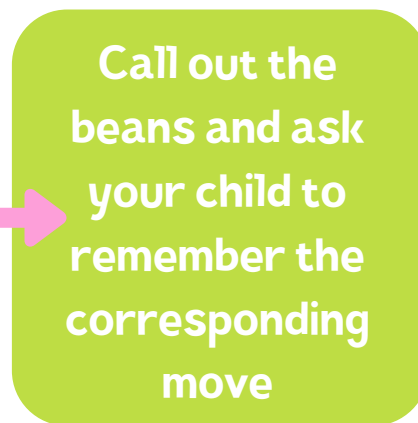 Call out the
beans and ask
your child to
remember the
corresponding
move